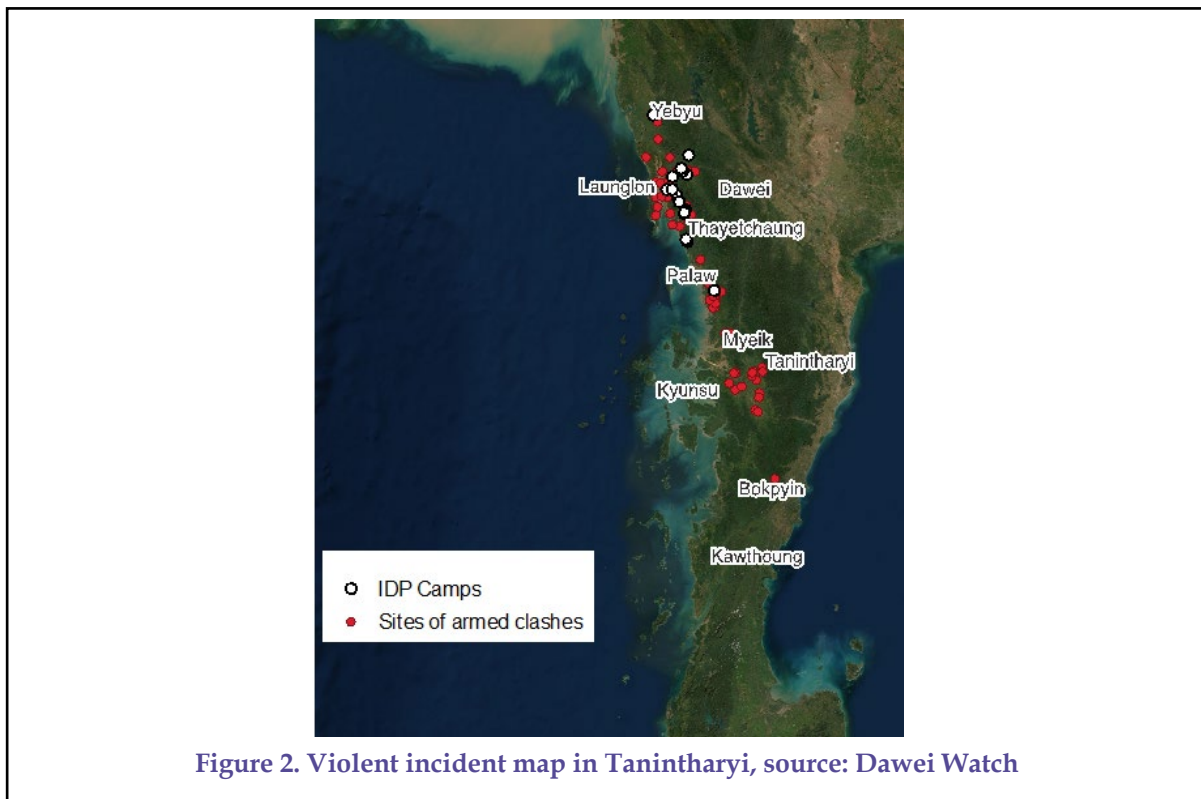 Yebyu
Launglon
Dawei
Thayetchaung
Palaw
Myeik
Tanintharyi
Kyunsu
Bokpyin
Kawthoung
IDP Camps
Sites of armed clashes
Figure 2. Violent incident map in Tanintharyi, source: Dawei Watch